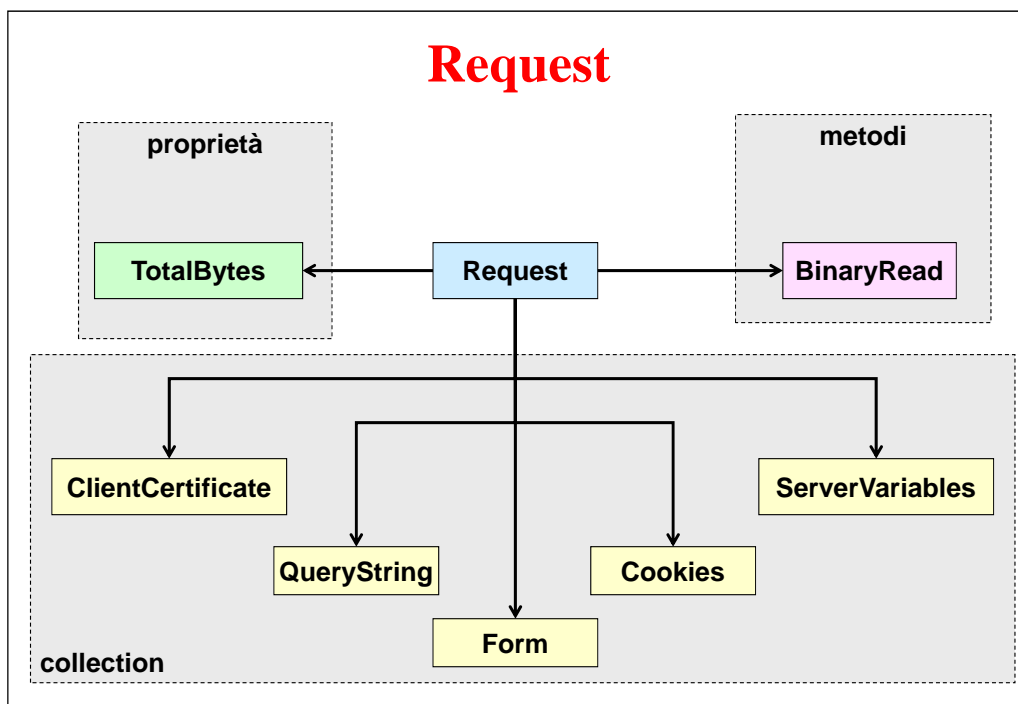 Request
proprietà
metodi
TotalBytes
Request
BinaryRead
ClientCertificate
ServerVariables
QueryString
Cookies
Form
collection